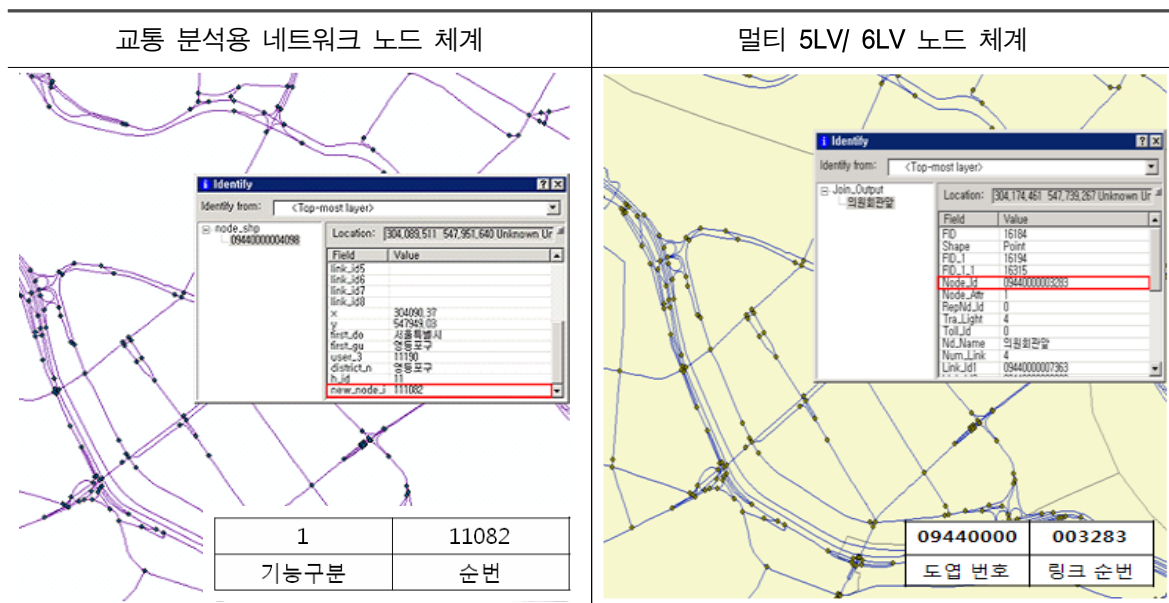 교통 분석용 네트워크 노드 체계
멀티 5LV/ 6LV 노드 체계
Identify
Identify from: <Top-most layer>
node_shp
09440000004098
Location: 304,089,511 547,951,640 Unknown Ur
Field Value
link_id5
link_id6
link_id7
link_id8
x 304090,37
y 547949,03
first_do 서울특별시
first_gu 영등포구
user_3 11190
district_n 영등포구
h_id 11
new_node_i 111082
1 11082
기능구분 순번
Identify
Identify from: <Top-most layer>
Join_Output
의원회관앞
Location: 304,174,461 547,739,267 Unknown Ur
Field Value
FID 16184
Shape Point
FID_1 16194
FID_1_1 16315
Node_Id 09440000003283
Node_Attr 1
RepNd_Id 0
Tra_Light 4
Toll_Id 0
Nd_Name 의원회관앞
Num_Link 4
Link_Id1 09440000007363
09440000 003283
도엽 번호 링크 순번